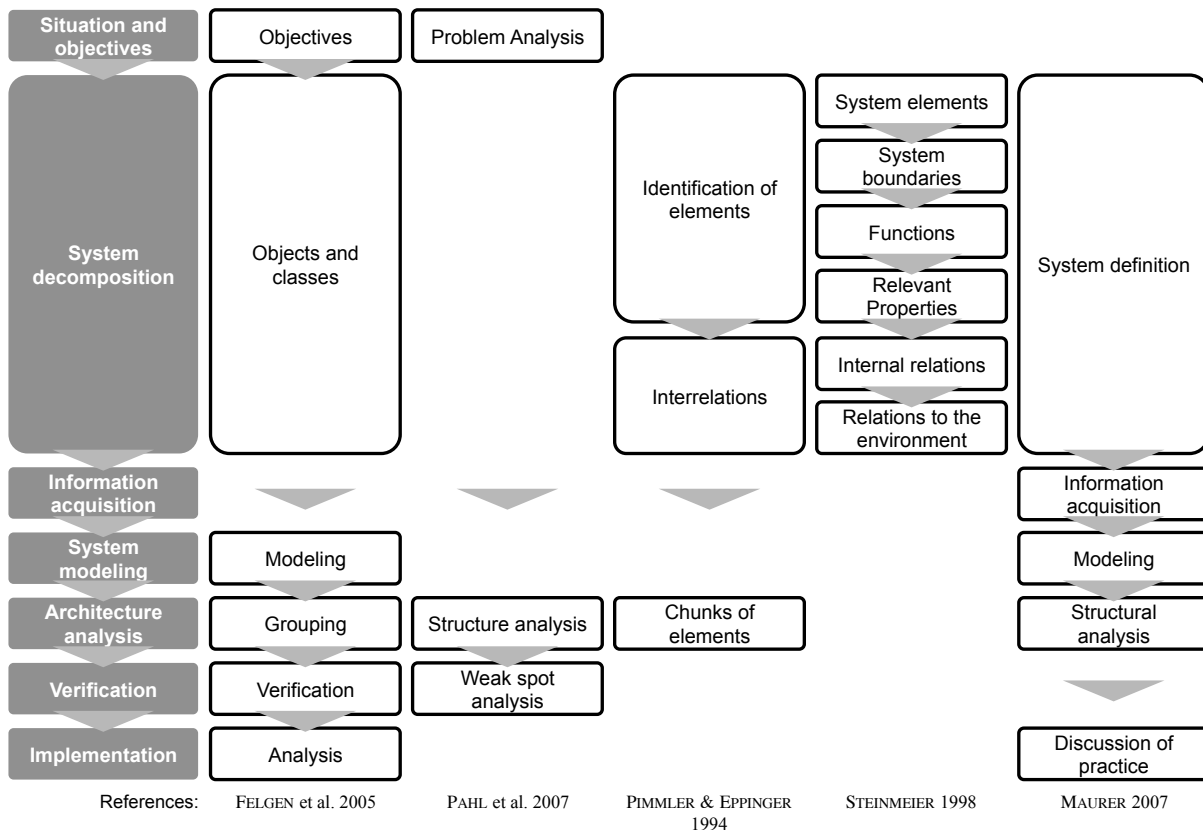 Situation and
objectives
Objectives
Problem Analysis
System
decomposition
Objects and
classes
Identification of
elements
Interrelations
System elements
System
boundaries
Functions
Relevant
Properties
Internal relations
Relations to the
environment
System definition
Information
acquisition
Information
acquisition
System
modeling
Modeling
Modeling
Architecture
analysis
Grouping
Structure analysis
Chunks of
elements
Structural
analysis
Verification
Verification
Weak spot
analysis
Implementation
Analysis
Discussion of
practice
References:
FELGEN et al. 2005
PAHL et al. 2007
PIMMLER & EPPINGER
1994
STEINMEIER 1998
MAURER 2007